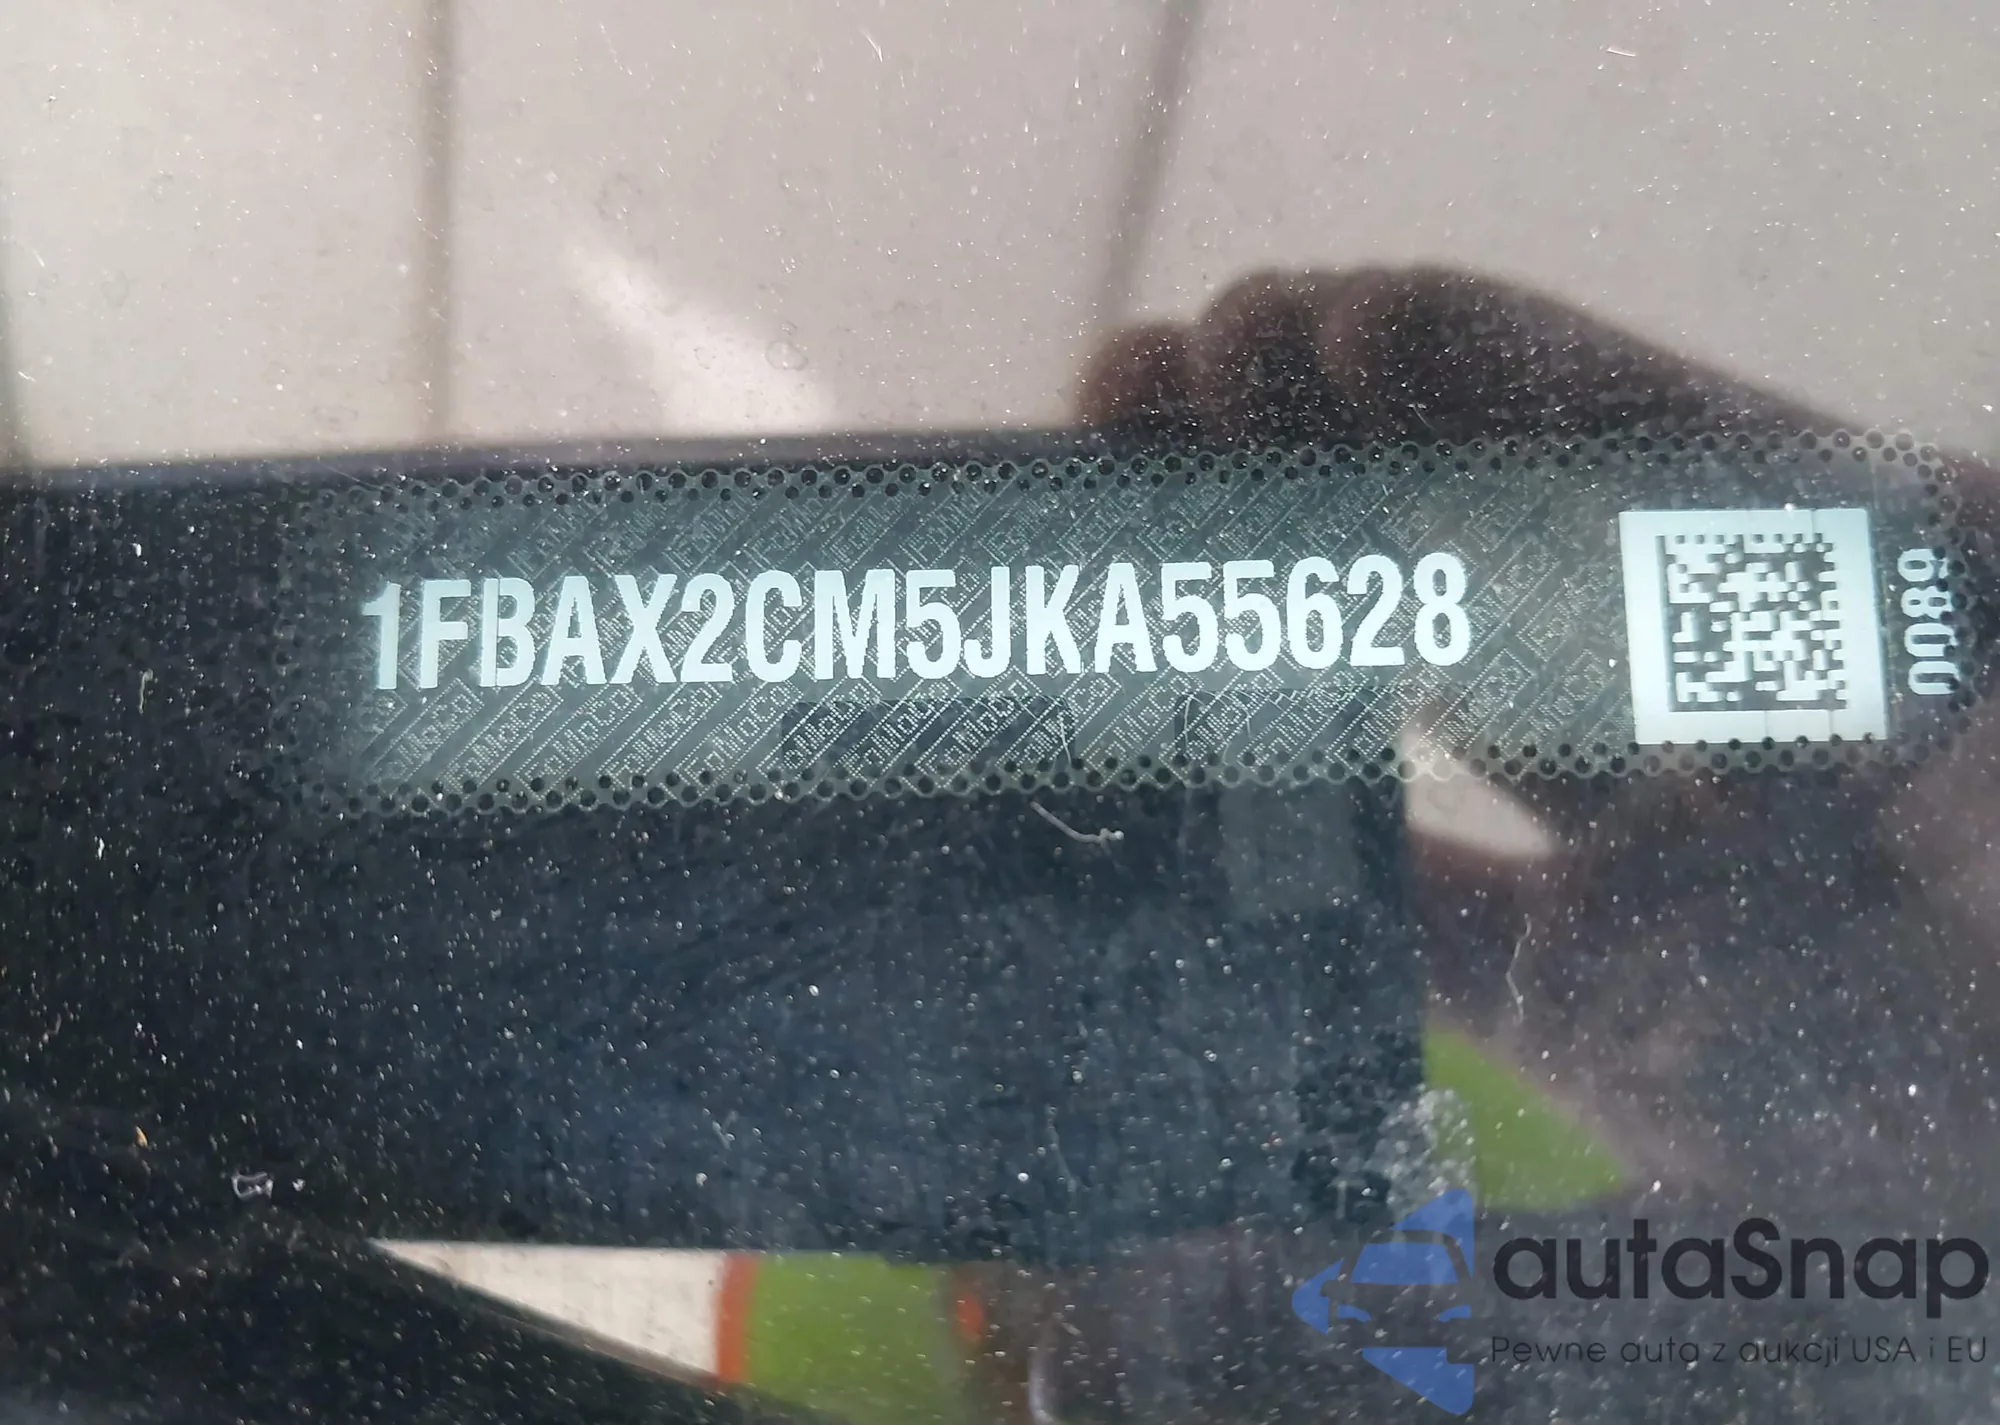 1FBAX2CM5JKA55628
0089
autaSnap
Pewne auta z aukcji USA i EU